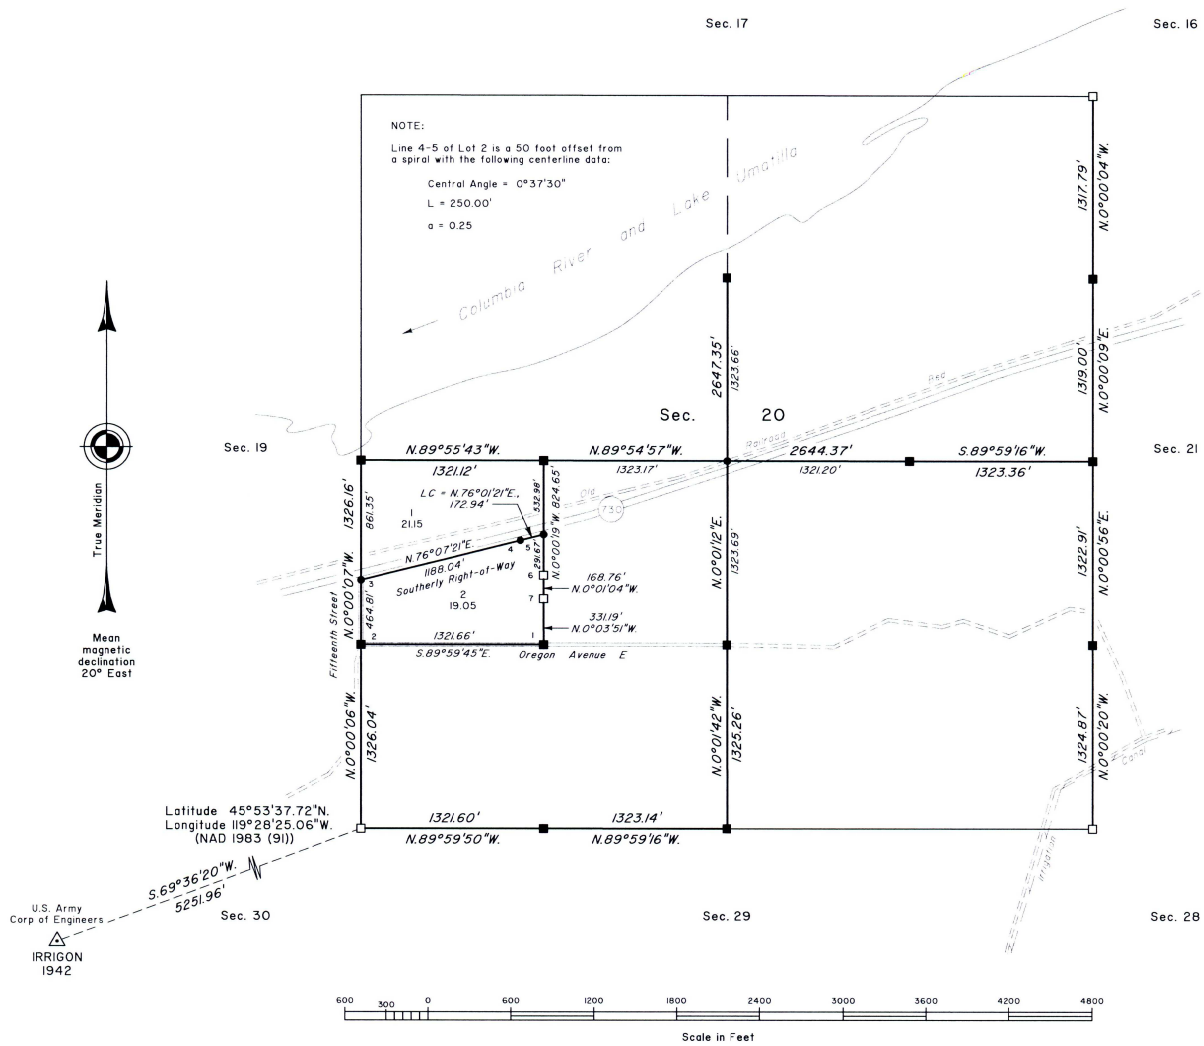 Sec. 17
Sec. 16
NOTE:
Line 4-5 of Lot 2 is a 50 foot offset from
a spiral with the following centerline data:
Central Angle = 0°37'30"
L = 250.00'
a = 0.25
Columbia River and Lake Umatilla
1317.79'
N.0°00'04"W.
True Meridian
Mean
magnetic
declination
20° East
2647.35'
1323.66'
1319.00'
N.0°00'09"E.
Sec. 20
Railroad
Bed
Old
730
Sec. 19
Sec. 21
N.89°55'43"W.
1321.12'
N.89°54'57"W.
1323.17'
2644.37'
1321.20'
S.89°59'16"W.
1323.36'
N.0°00'07"W.
1326.16'
861.35'
464.81'
LC = N.76°01'21"E.,
172.94'
1
21.15
532.98'
291.67'
N.0°00'19"W. 824.65'
N.76°07'21"E.
1188.04'
Southerly Right-of-Way
4
5
3
6
7
2
19.05
168.76'
N.0°01'04"W.
331.19'
N.0°03'51"W.
2
1321.66'
1
S.89°59'45"E.
Oregon Avenue E
Fifteenth Street
N.0°01'12"E.
1323.69'
1322.91'
N.0°00'56"E.
N.0°00'06"W.
1326.04'
N.0°01'42"W.
1325.26'
1324.87'
N.0°00'20"W.
Canal
Irrigation
Latitude 45°53'37.72"N.
Longitude 119°28'25.06"W.
(NAD 1983 (91))
1321.60'
N.89°59'50"W.
1323.14'
N.89°59'16"W.
S.69°36'20"W.
5251.96'
U.S. Army
Corp of Engineers
IRRIGON
1942
Sec. 30
Sec. 29
Sec. 28
600 300 0 600 1200 1800 2400 3000 3600 4200 4800
Scale in Feet